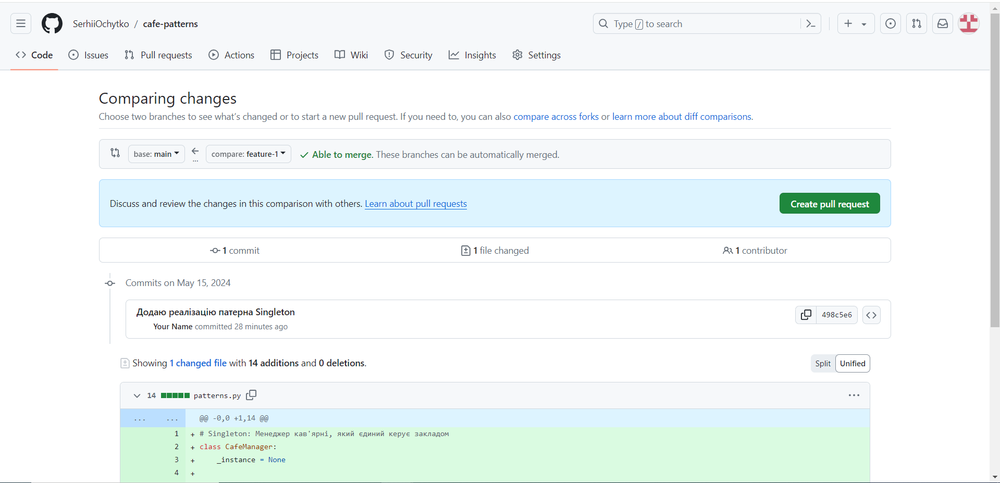 SerhiiOchytko / cafe-patterns
Type / to search
Code Issues Pull requests Actions Projects Wiki Security Insights Settings
Comparing changes
Choose two branches to see what's changed or to start a new pull request. If you need to, you can also compare across forks or learn more about diff comparisons.
base: main ... compare: feature-1 Able to merge. These branches can be automatically merged.
Discuss and review the changes in this comparison with others. Learn about pull requests
Create pull request
1 commit 1 file changed 1 contributor
Commits on May 15, 2024
Додаю реалізацію патерна Singleton
498c5e6
Your Name committed 28 minutes ago
Showing 1 changed file with 14 additions and 0 deletions.
Split Unified
14 patterns.py
... ... @@ -0,0 +1,14 @@
1 + # Singleton: Менеджер кав'ярні, який єдиний керує закладом
2 + class CafeManager:
3 + _instance = None
4 +